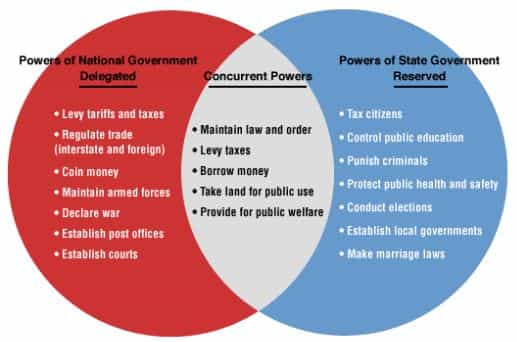 Powers of National Government
Delegated
• Levy tariffs and taxes
• Regulate trade
(interstate and foreign)
• Coin money
• Maintain armed forces
• Declare war
• Establish post offices
• Establish courts
Concurrent Powers
• Maintain law and order
• Levy taxes
• Borrow money
• Take land for public use
• Provide for public welfare
Powers of State Government
Reserved
• Tax citizens
• Control public education
• Punish criminals
• Protect public health and safety
• Conduct elections
• Establish local governments
• Make marriage laws